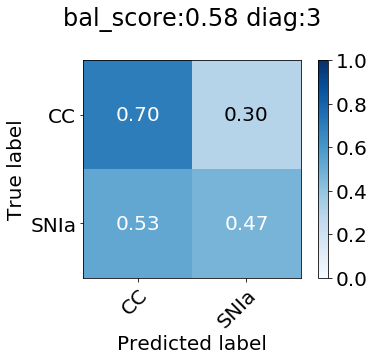 bal_score:0.58 diag:3
True label
CC
SNIa
0.70 0.30
0.53 0.47
CC
SNIa
Predicted label
1.0
0.8
0.6
0.4
0.2
0.0